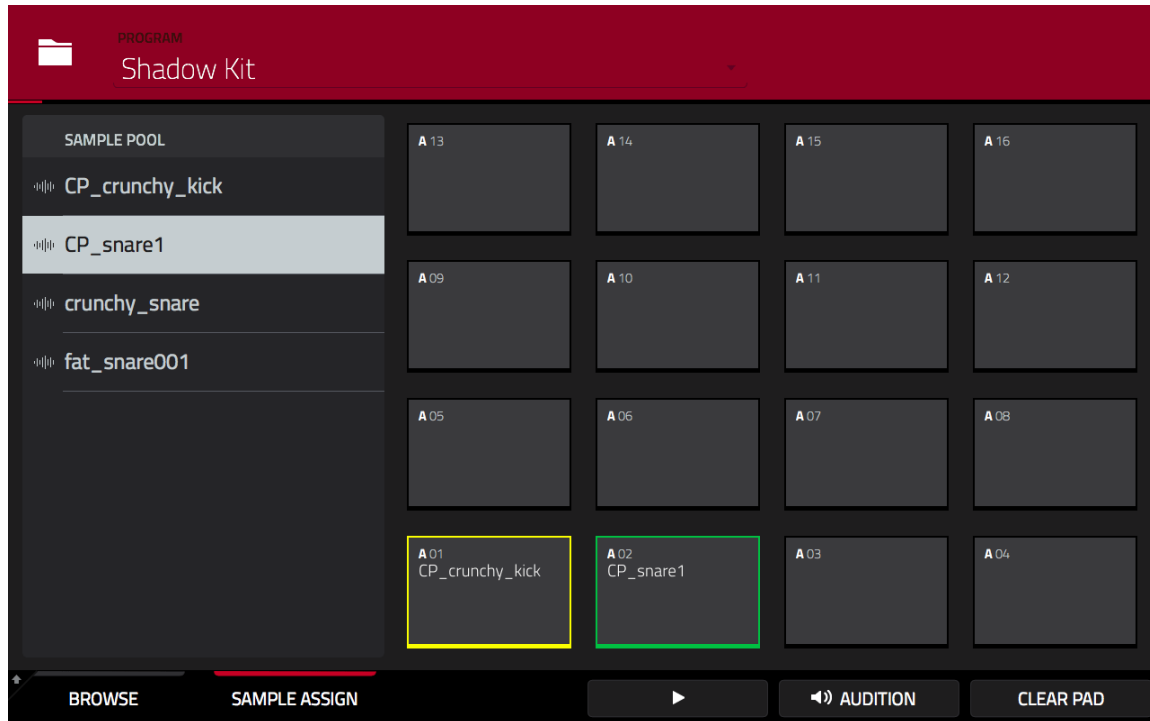 PROGRAM
Shadow Kit
SAMPLE POOL
CP_crunchy_kick
CP_snare1
crunchy_snare
fat_snare001
A 13
A 14
A 15
A 16
A 09
A 10
A 11
A 12
A 05
A 06
A 07
A 08
A 01
CP_crunchy_kick
A 02
CP_snare1
A 03
A 04
BROWSE
SAMPLE ASSIGN
AUDITION
CLEAR PAD